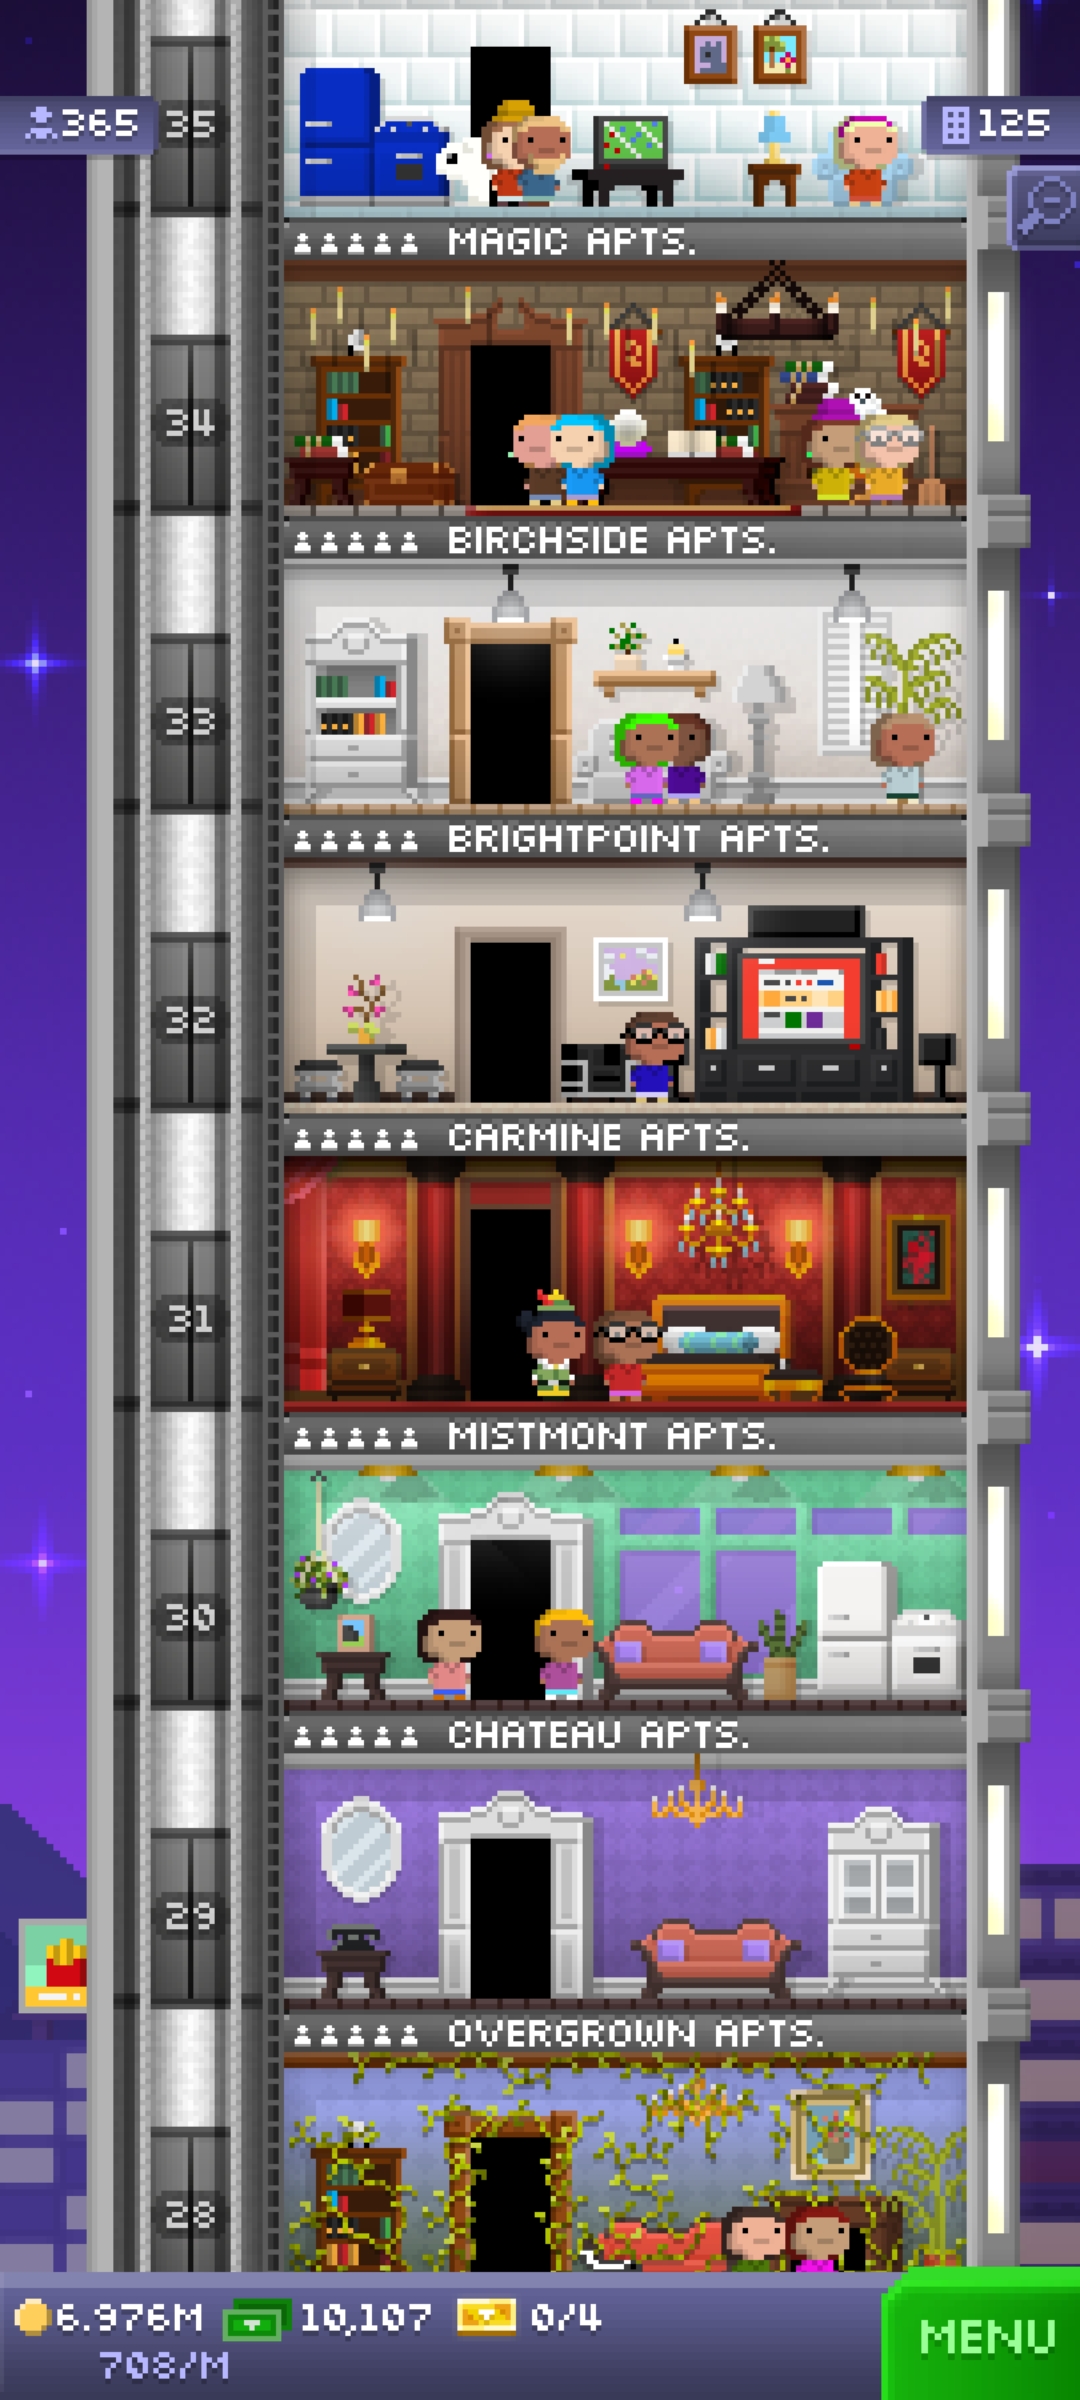 365
35
125
MAGIC APTS.
34
BIRCHSIDE APTS.
33
BRIGHTPOINT APTS.
32
CARMINE APTS.
31
MISTMONT APTS.
30
CHATEAU APTS.
29
OVERGROWN APTS.
28
6.976M 10,107 0/4
708/M
MENU